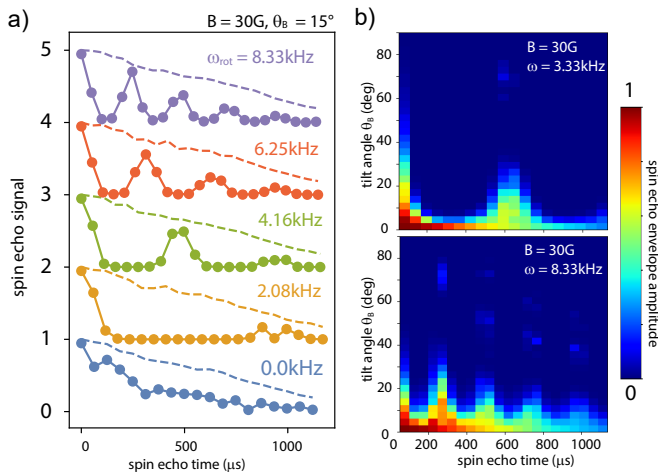 a)
B = 30G, θB = 15°
spin echo signal
5
4
3
2
1
0
ωrot = 8.33kHz
6.25kHz
4.16kHz
2.08kHz
0.0kHz
0
500
1000
spin echo time (μs)
b)
tilt angle θB (deg)
80
60
40
20
0
B = 30G
ω = 3.33kHz
tilt angle θB (deg)
80
60
40
20
0
B = 30G
ω = 8.33kHz
200
400
600
800
1000
spin echo time (μs)
1
spin echo envelope amplitude
0